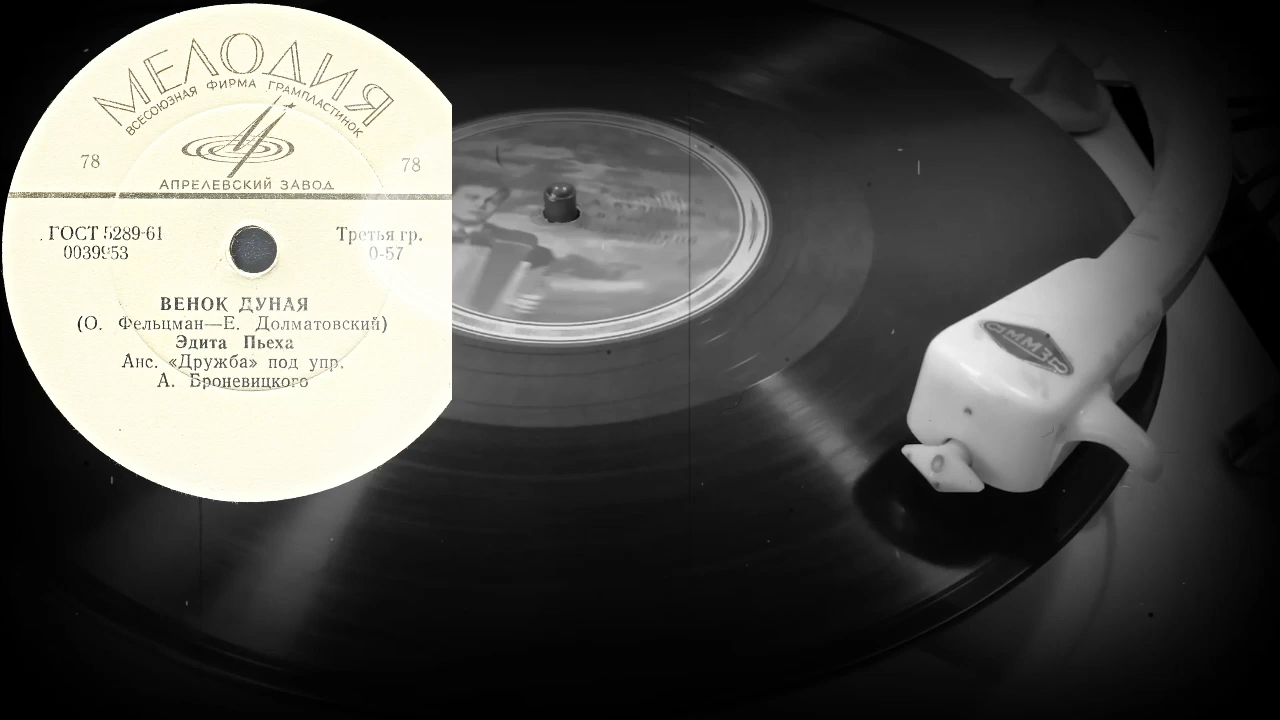 МЕЛОДИЯ
ВСЕСОЮЗНАЯ ФИРМА ГРАМПЛАСТИНОК
78 78
АПРЕЛЕВСКИЙ ЗАВОД
ГОСТ 5289-61 Третья гр.
0039953 0-57
ВЕНОК ДУНАЯ
(О. Фельцман—Е. Долматовский)
Эдита Пьеха
Анс. «Дружба» под упр.
А. Броневицкого